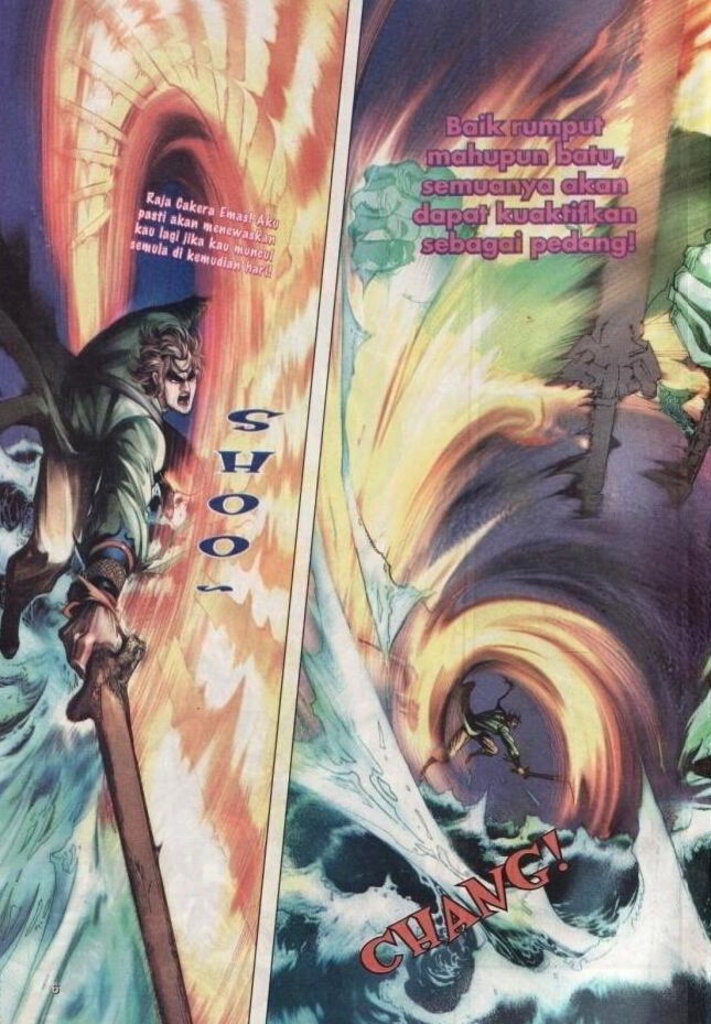 Raja Cakera Emas! Aku
pasti akan menewaskan
kau lagi jika kau muncul
semula di kemudian hari!
SHOO~
Baik rumput
mahupun batu,
semuanya akan
dapat kuaktifkan
sebagai pedang!
CHANG!
6